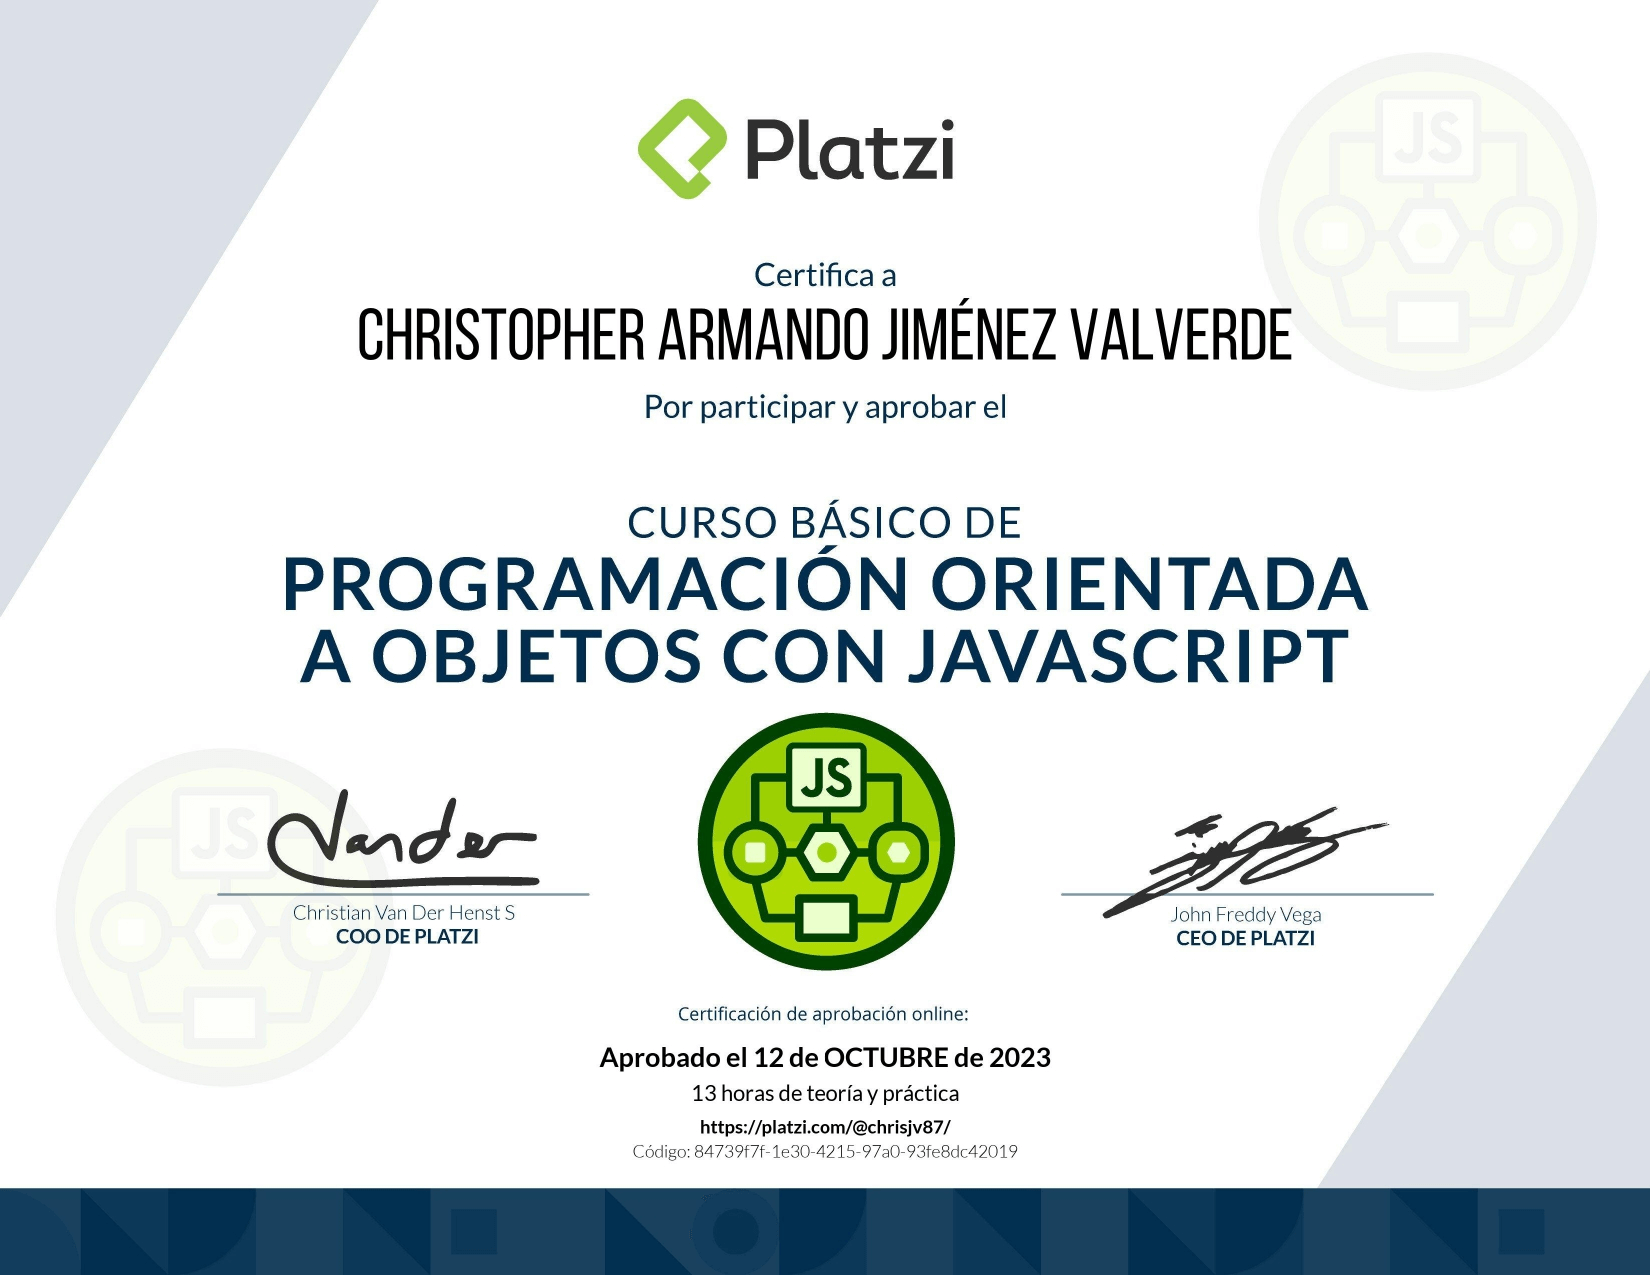 Platzi
JS
Certifica a
CHRISTOPHER ARMANDO JIMÉNEZ VALVERDE
Por participar y aprobar el
CURSO BÁSICO DE
PROGRAMACIÓN ORIENTADA
A OBJETOS CON JAVASCRIPT
JS
JS
Vander
Christian Van Der Henst S
COO DE PLATZI
John Freddy Vega
CEO DE PLATZI
Certificación de aprobación online:
Aprobado el 12 de OCTUBRE de 2023
13 horas de teoría y práctica
https://platzi.com/@chrisjv87/
Código: 84739f7f-1e30-4215-97a0-93fe8dc42019